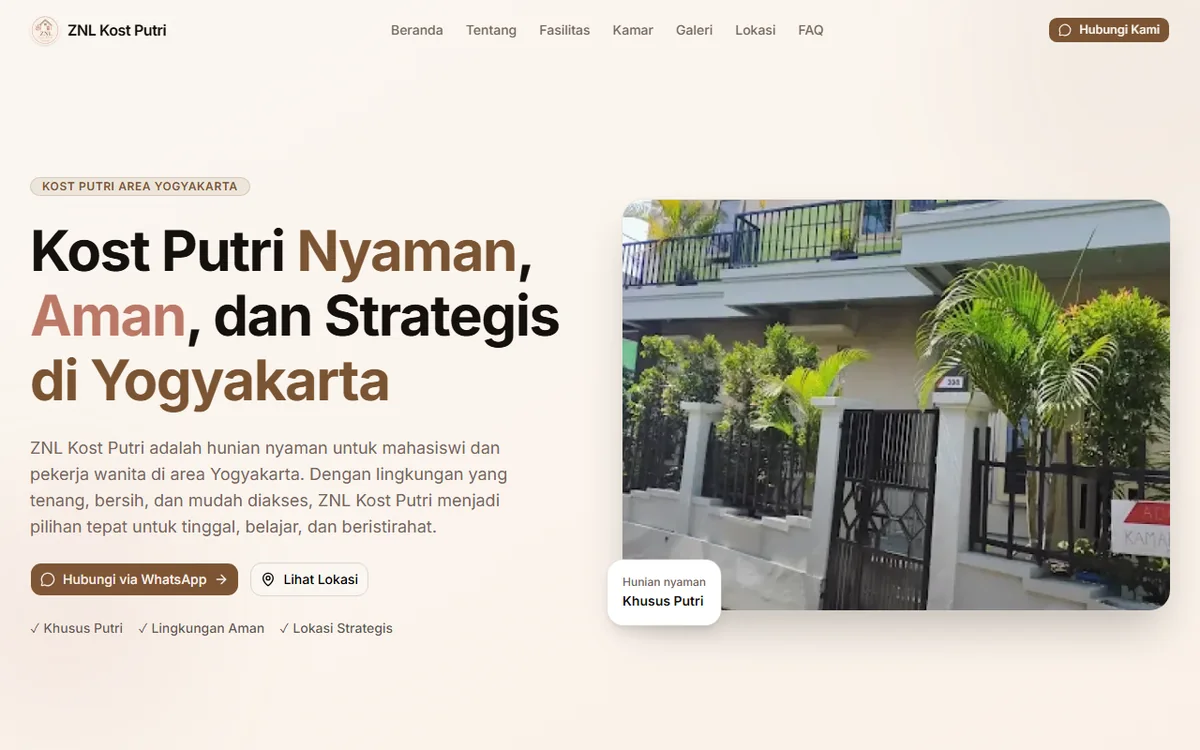 ZNL
ZNL Kost Putri
Beranda
Tentang
Fasilitas
Kamar
Galeri
Lokasi
FAQ
Hubungi Kami
KOST PUTRI AREA YOGYAKARTA
Kost Putri Nyaman,
Aman, dan Strategis
di Yogyakarta
ZNL Kost Putri adalah hunian nyaman untuk mahasiswi dan
pekerja wanita di area Yogyakarta. Dengan lingkungan yang
tenang, bersih, dan mudah diakses, ZNL Kost Putri menjadi
pilihan tepat untuk tinggal, belajar, dan beristirahat.
Hubungi via WhatsApp →
Lihat Lokasi
✓ Khusus Putri
✓ Lingkungan Aman
✓ Lokasi Strategis
KAMA
Hunian nyaman
Khusus Putri